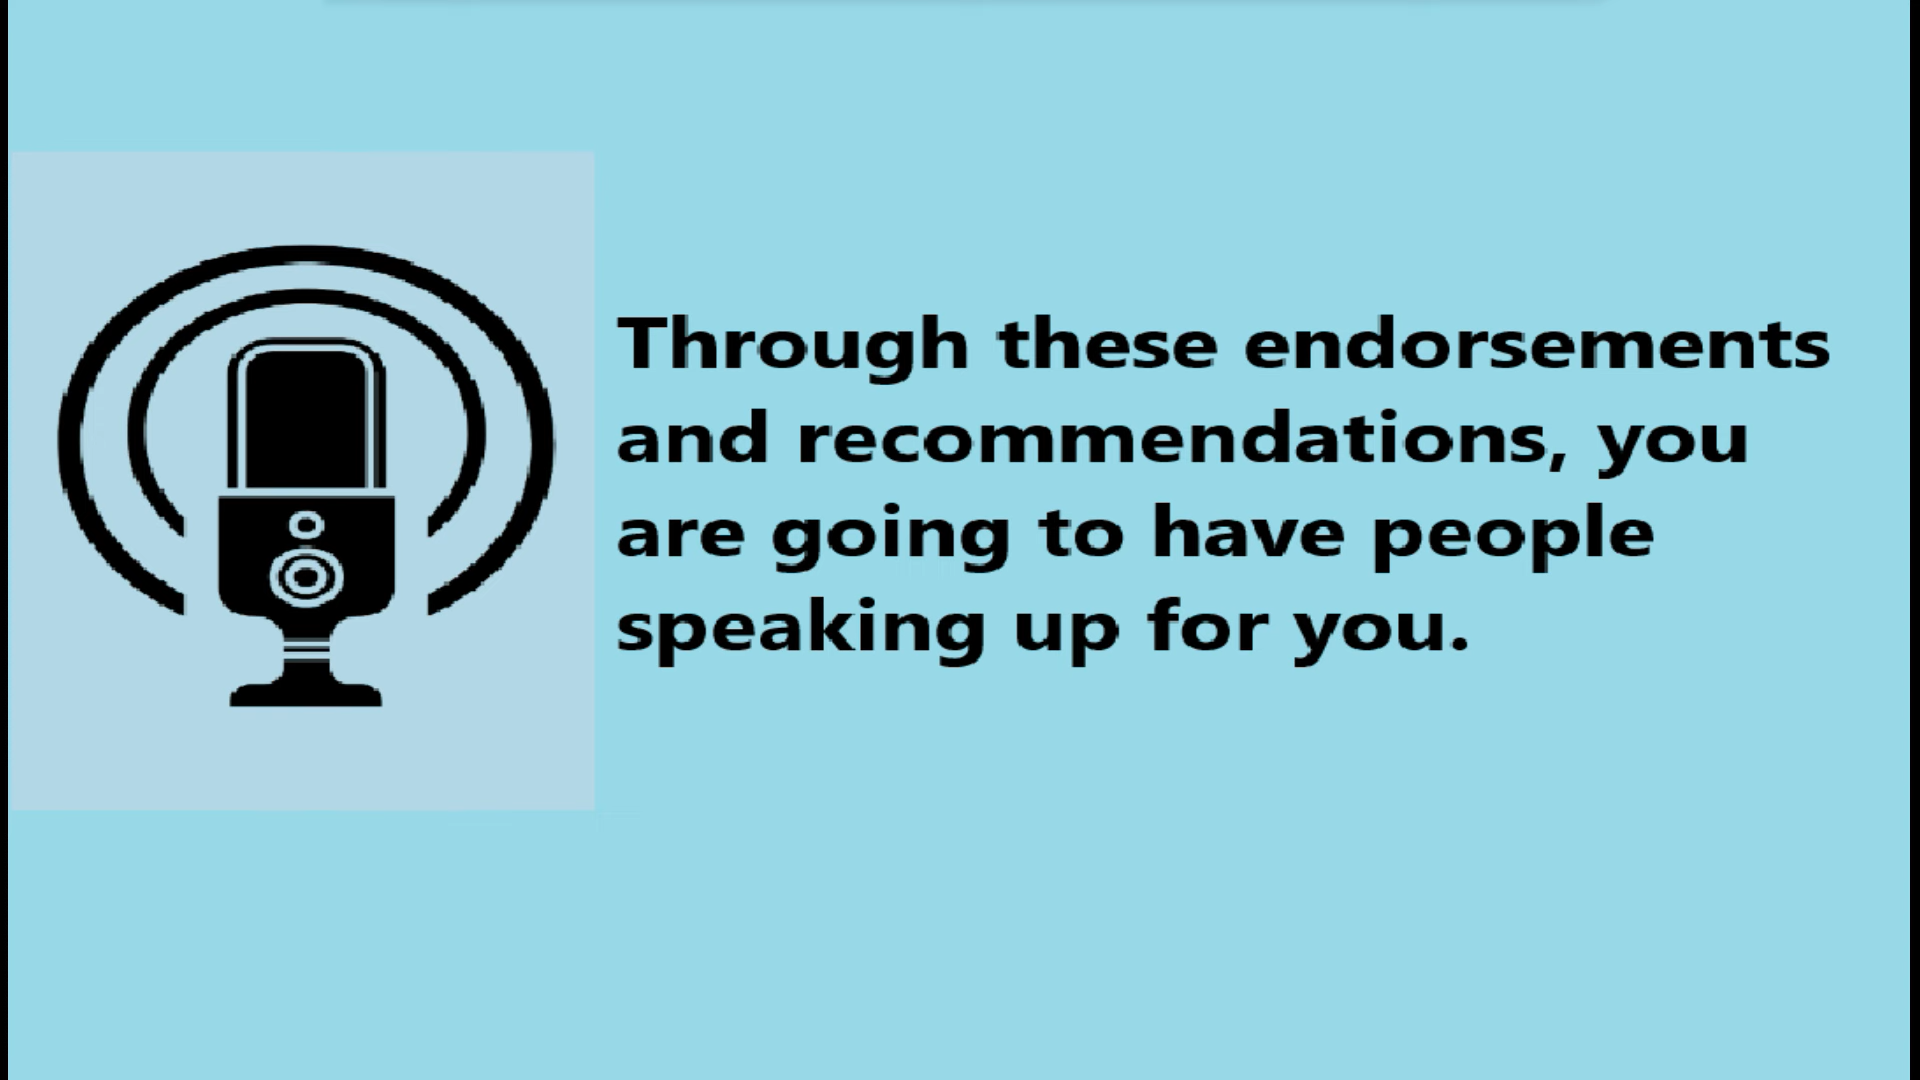 Through these endorsements
and recommendations, you
are going to have people
speaking up for you.